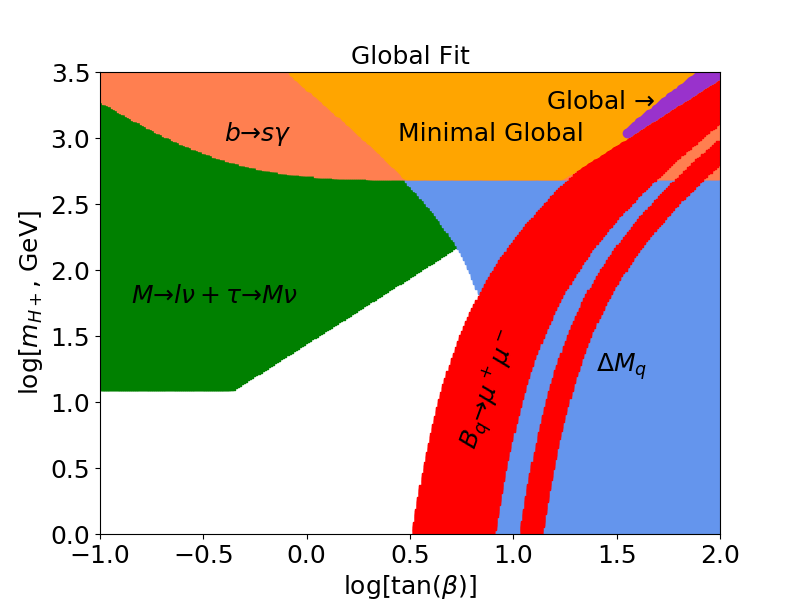 Global Fit
3.5
3.0
2.5
2.0
1.5
1.0
0.5
0.0
log[m_{H+}, GeV]
Global →
b→sγ
Minimal Global
M→lν + τ→Mν
B_q→μ⁺μ⁻
ΔM_q
−1.0 −0.5 0.0 0.5 1.0 1.5 2.0
log[tan(β)]